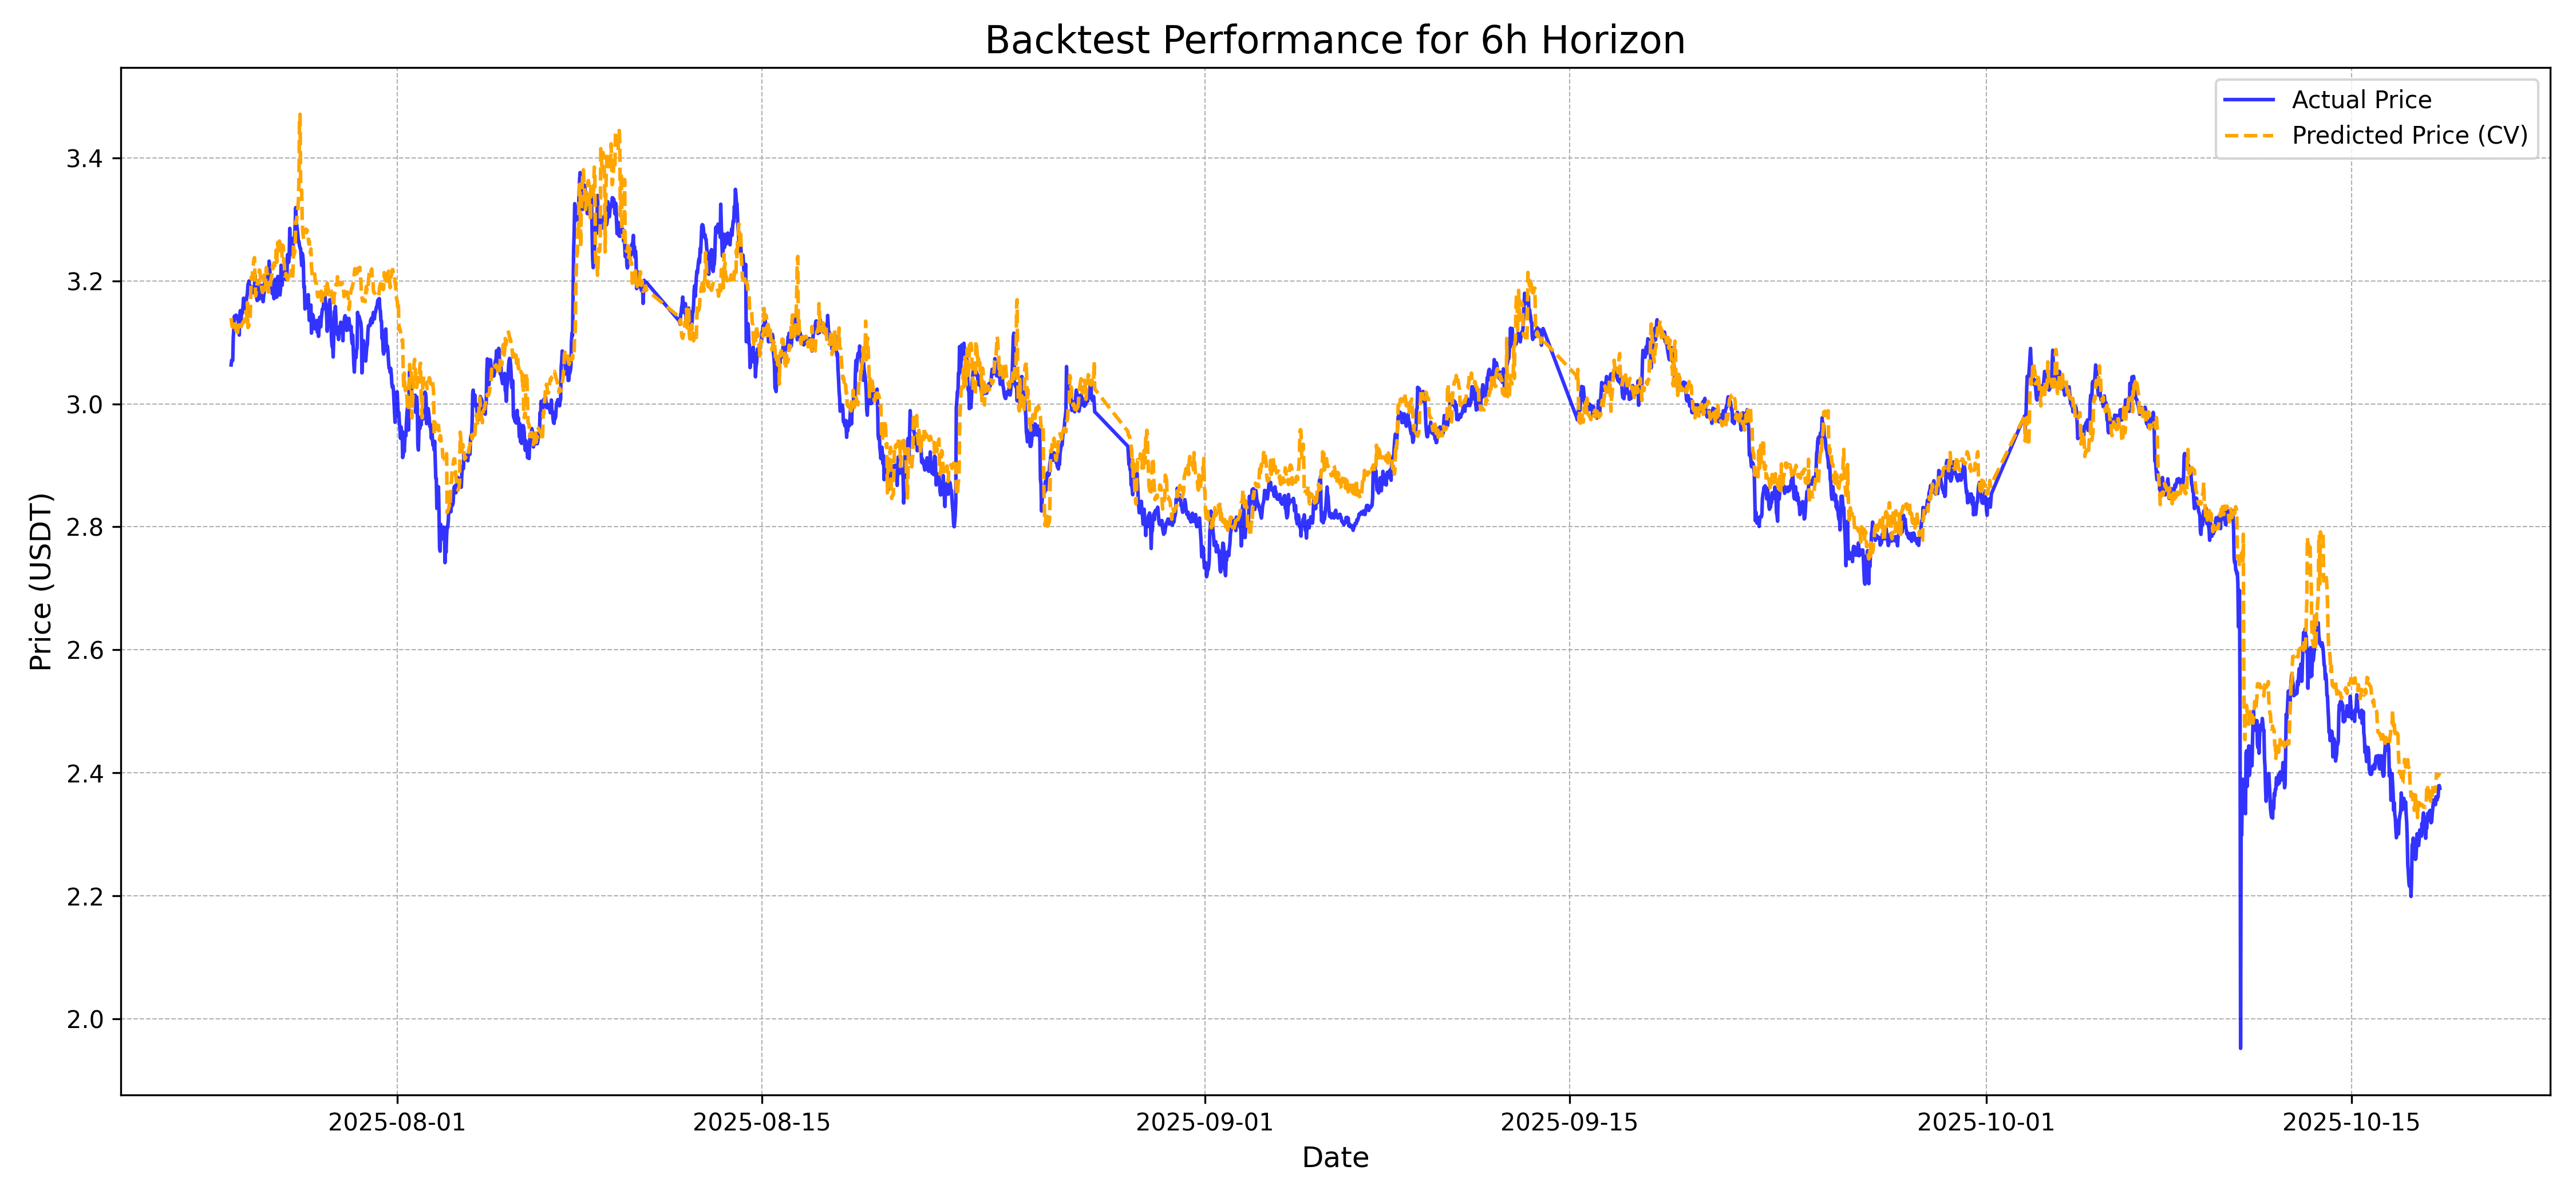 Backtest Performance for 6h Horizon
Actual Price
Predicted Price (CV)
Price (USDT)
3.4
3.2
3.0
2.8
2.6
2.4
2.2
2.0
2025-08-01
2025-08-15
2025-09-01
2025-09-15
2025-10-01
2025-10-15
Date